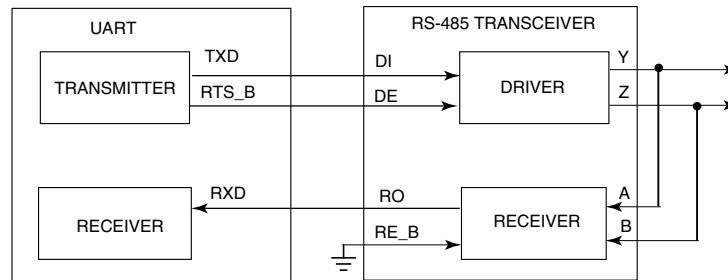 UART
RS-485 TRANSCEIVER
TXD
DI
Y
TRANSMITTER
DRIVER
RTS_B
DE
Z
RXD
RO
A
RECEIVER
RECEIVER
RE_B
B